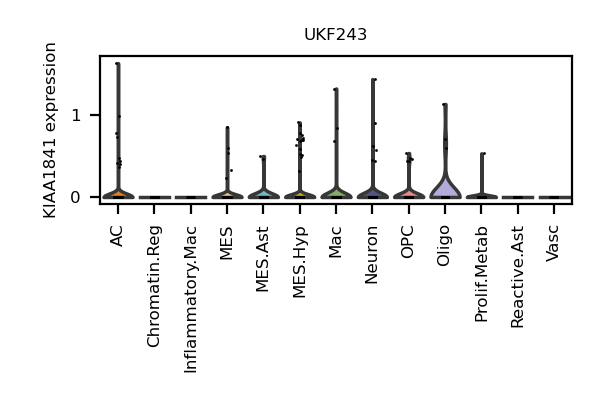 UKF243
KIAA1841 expression
1
0
AC
Chromatin.Reg
Inflammatory.Mac
MES
MES.Ast
MES.Hyp
Mac
Neuron
OPC
Oligo
Prolif.Metab
Reactive.Ast
Vasc